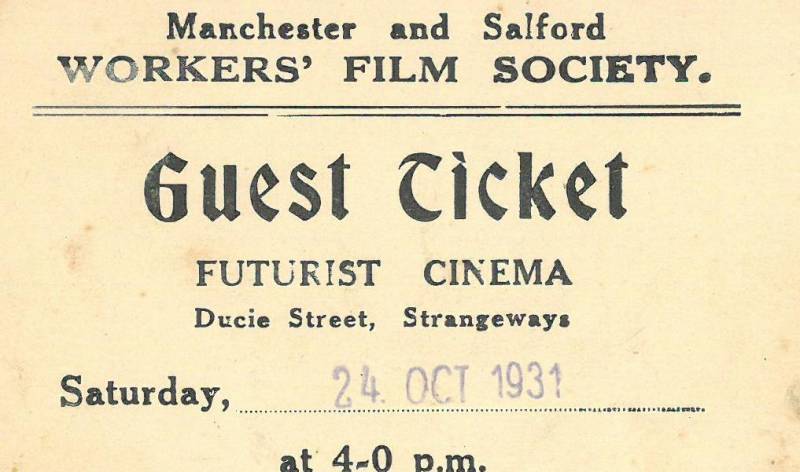 Manchester and Salford
WORKERS' FILM SOCIETY.
Guest Ticket
FUTURIST CINEMA
Ducie Street, Strangeways
Saturday, 24 OCT 1931
at 4-0 p.m.